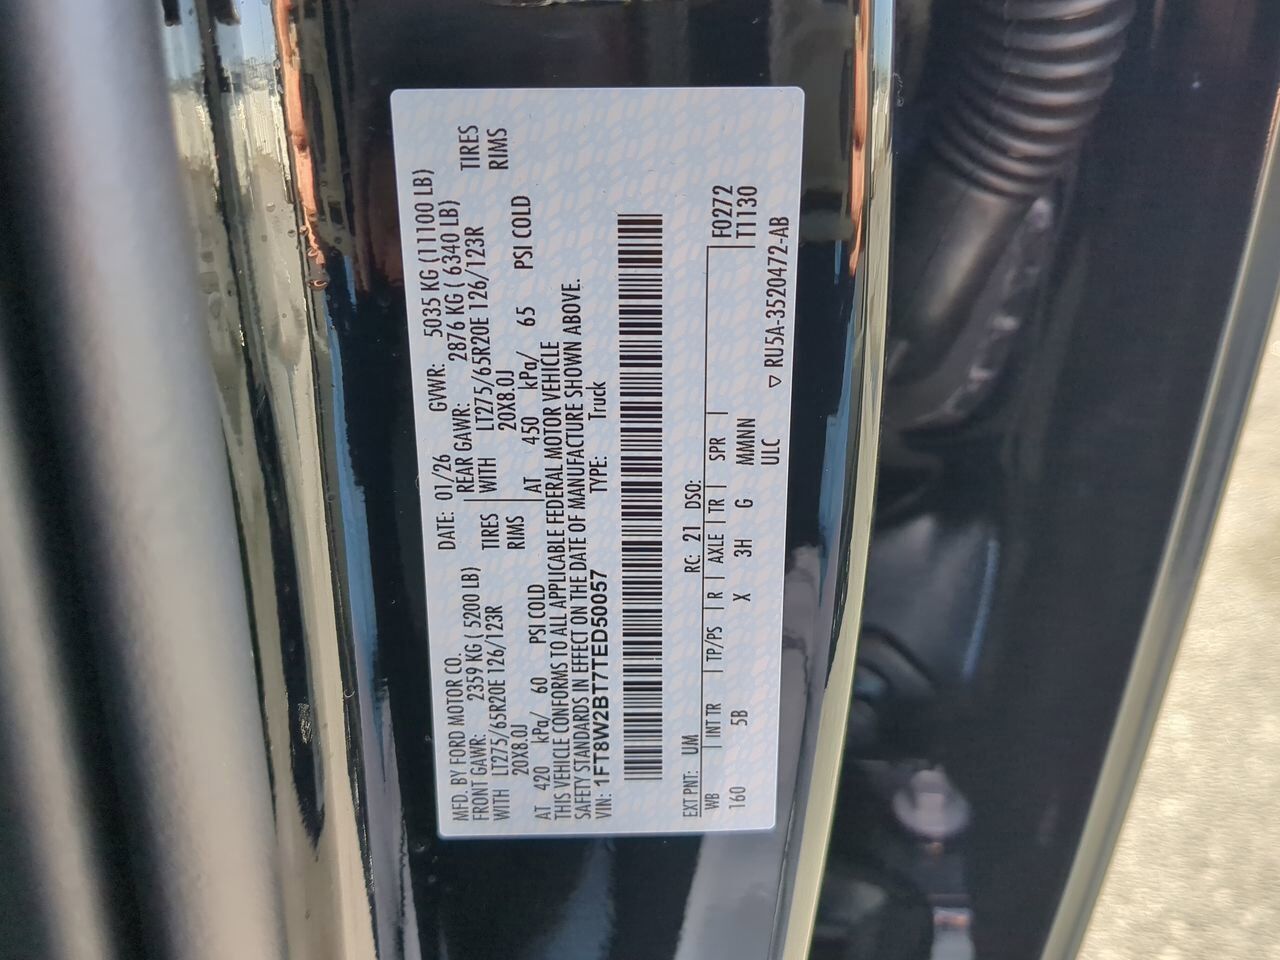 MFD. BY FORD MOTOR CO. DATE: 01/26 GVWR: 5035 KG (11100 LB)
FRONT GAWR: 2359 KG ( 5200 LB) REAR GAWR: 2876 KG ( 6340 LB)
WITH LT275/65R20E 126/123R TIRES WITH LT275/65R20E 126/123R TIRES
20X8.0J RIMS 20X8.0J RIMS
AT 420 kPa/ 60 PSI COLD AT 450 kPa/ 65 PSI COLD
THIS VEHICLE CONFORMS TO ALL APPLICABLE FEDERAL MOTOR VEHICLE
SAFETY STANDARDS IN EFFECT ON THE DATE OF MANUFACTURE SHOWN ABOVE.
VIN: 1FT8W2BT7TED50057 TYPE: Truck
EXT PNT: UM RC: 21 DSO:
WB INT TR TP/PS R AXLE TR SPR F0272
160 5B X 3H G MMNN T1130
ULC ▽ RU5A-3520472-AB